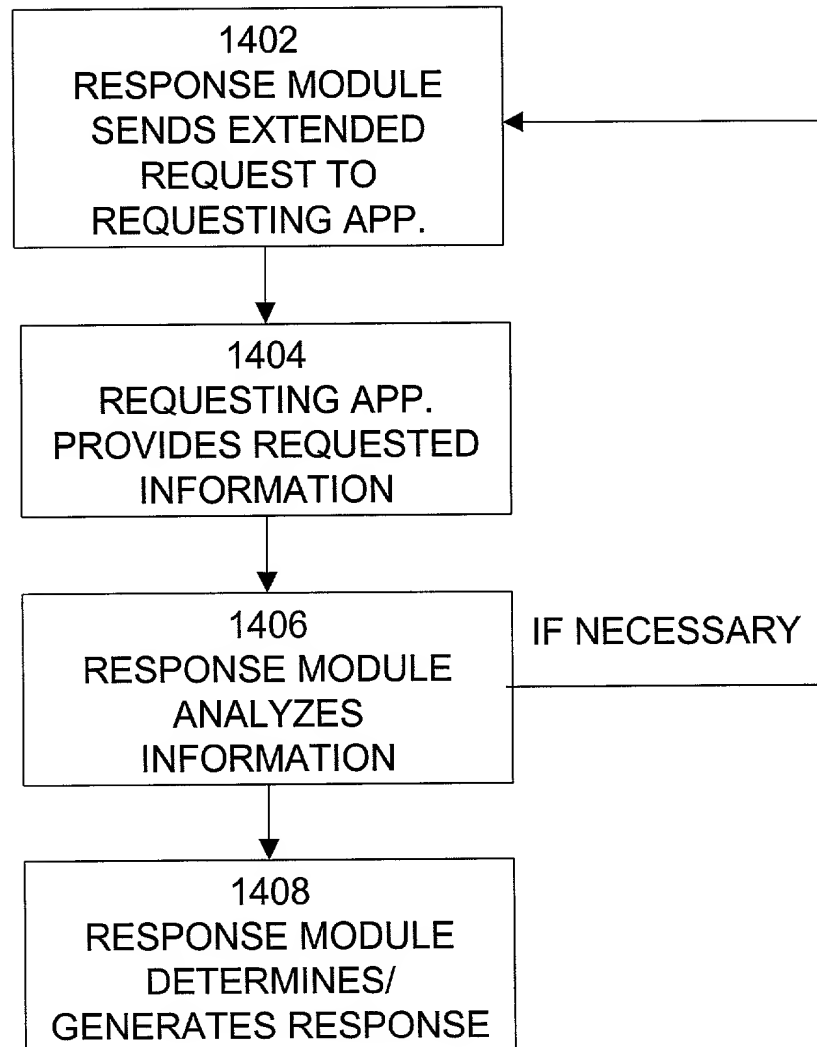 1402
RESPONSE MODULE
SENDS EXTENDED
REQUEST TO
REQUESTING APP.
1404
REQUESTING APP.
PROVIDES REQUESTED
INFORMATION
1406
RESPONSE MODULE
ANALYZES
INFORMATION
IF NECESSARY
1408
RESPONSE MODULE
DETERMINES/
GENERATES RESPONSE